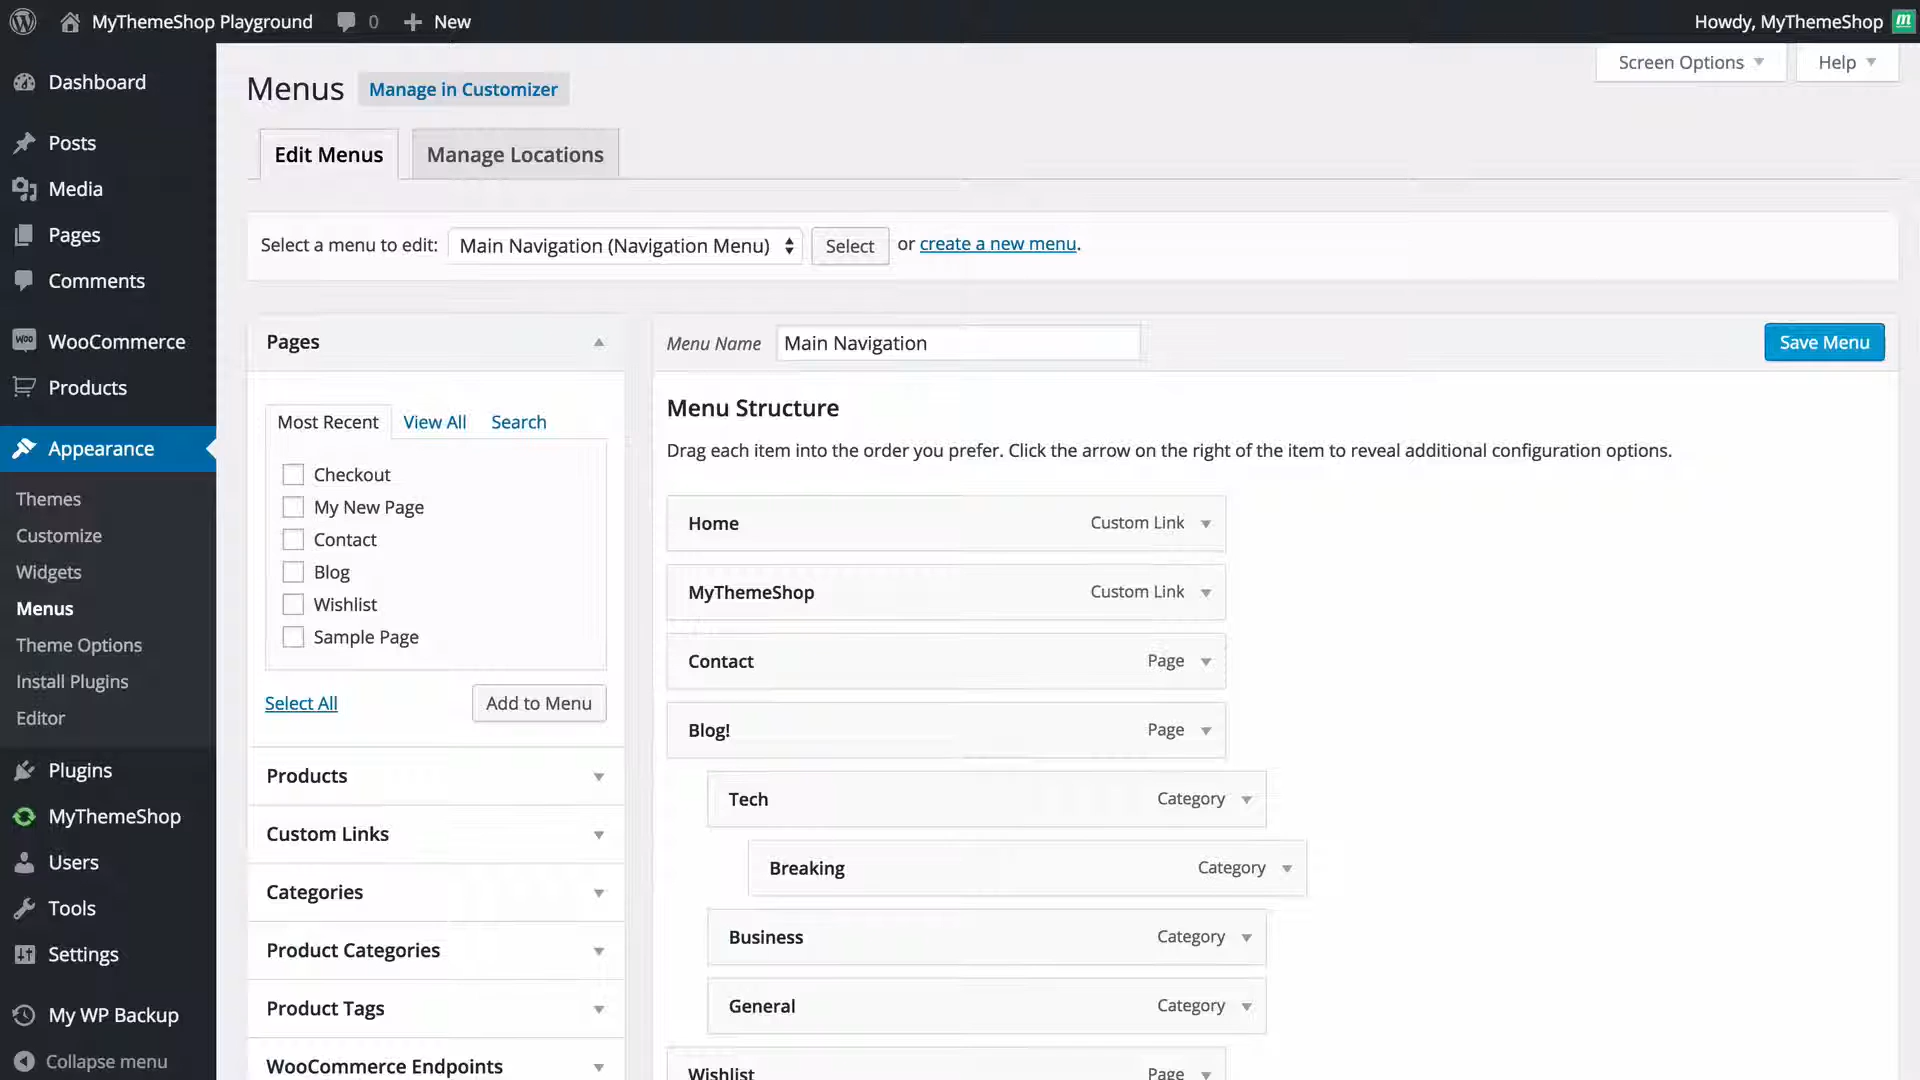 MyThemeShop Playground 0 New Howdy, MyThemeShop m
Screen Options Help
Dashboard
Posts
Media
Pages
Comments
WOO WooCommerce
Products
Appearance
Themes
Customize
Widgets
Menus
Theme Options
Install Plugins
Editor
Plugins
MyThemeShop
Users
Tools
Settings
My WP Backup
Collapse menu
Menus Manage in Customizer
Edit Menus Manage Locations
Select a menu to edit: Main Navigation (Navigation Menu) Select or create a new menu.
Pages
Most Recent View All Search
Checkout
My New Page
Contact
Blog
Wishlist
Sample Page
Select All Add to Menu
Products
Custom Links
Categories
Product Categories
Product Tags
WooCommerce Endpoints
Menu Name Main Navigation Save Menu
Menu Structure
Drag each item into the order you prefer. Click the arrow on the right of the item to reveal additional configuration options.
Home Custom Link
MyThemeShop Custom Link
Contact Page
Blog! Page
Tech Category
Breaking Category
Business Category
General Category
Wishlist Page